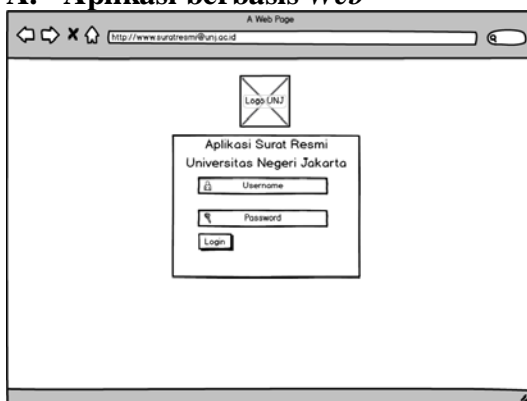 A. Aplikasi berbasis Web
A Web Page
http://www.suratresmi@unj.ac.id
Logo UNJ
Aplikasi Surat Resmi
Universitas Negeri Jakarta
Username
Password
Login